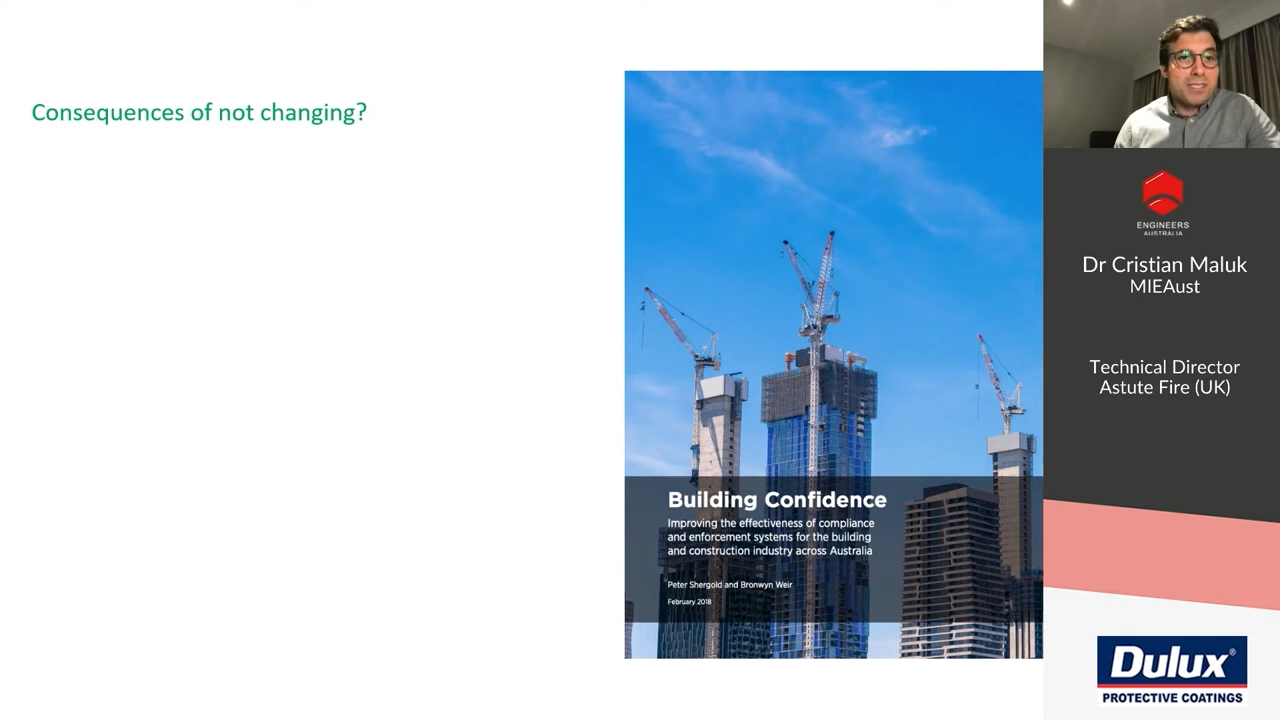 Consequences of not changing?
Building Confidence
Improving the effectiveness of compliance
and enforcement systems for the building
and construction industry across Australia
Peter Shergold and Bronwyn Weir
February 2018
ENGINEERS
AUSTRALIA
Dr Cristian Maluk
MIEAust
Technical Director
Astute Fire (UK)
Dulux®
PROTECTIVE COATINGS